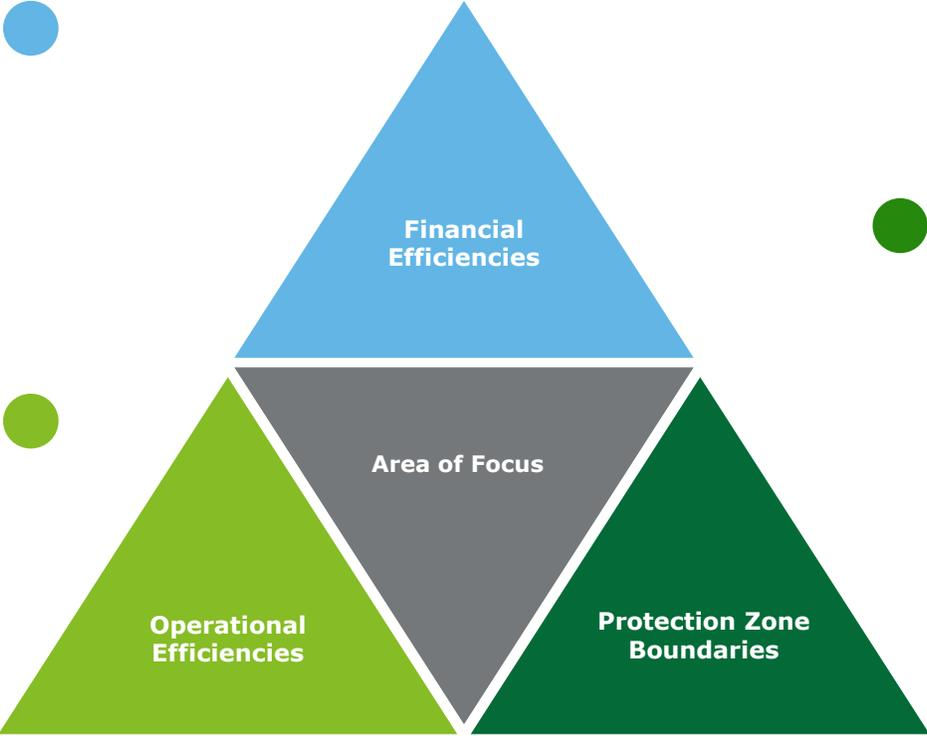 Financial
Efficiencies
Area of Focus
Operational
Efficiencies
Protection Zone
Boundaries